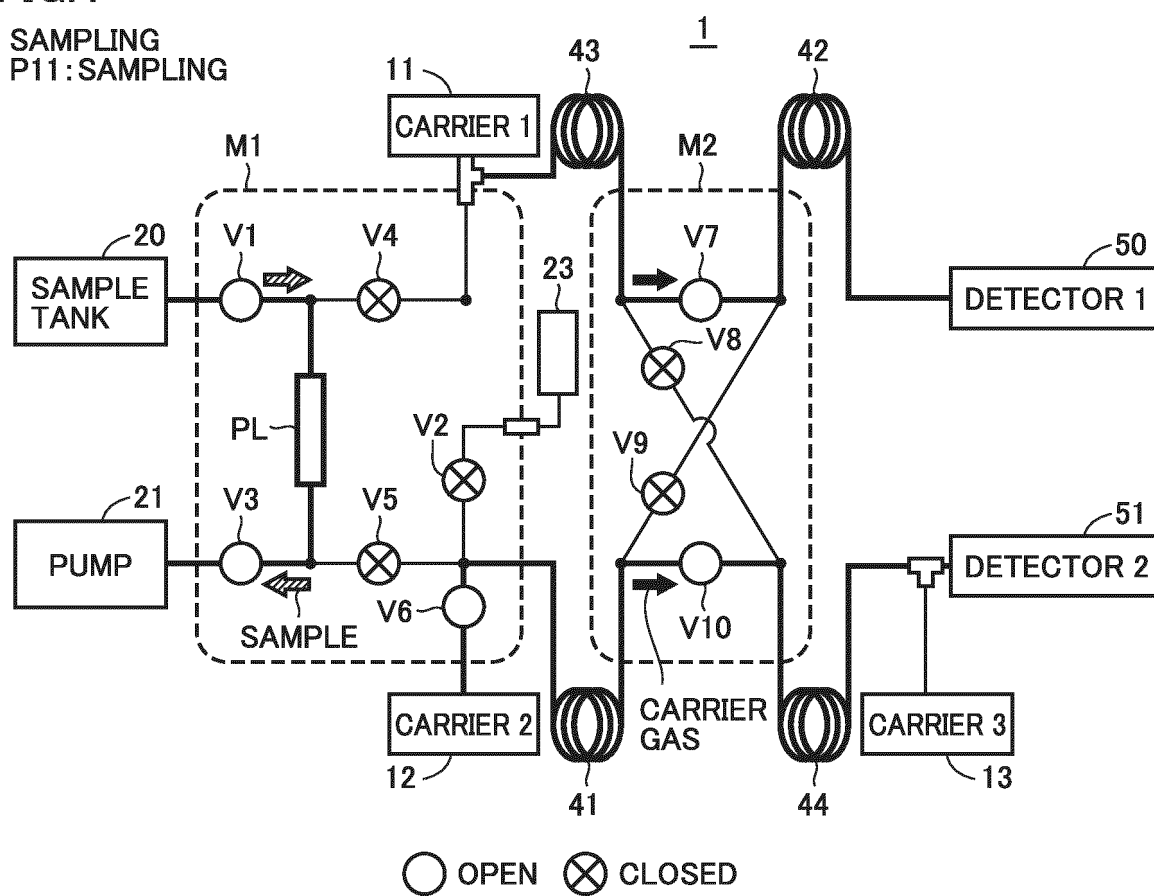 SAMPLING
P11:SAMPLING
1
11
43
42
CARRIER 1
M1
M2
20
V1
V4
23
V7
50
SAMPLE
TANK
DETECTOR 1
V8
PL
V2
V9
21
V3
V5
51
PUMP
DETECTOR 2
V6
SAMPLE
V10
CARRIER 2
CARRIER
GAS
CARRIER 3
12
41
44
13
OPEN
CLOSED